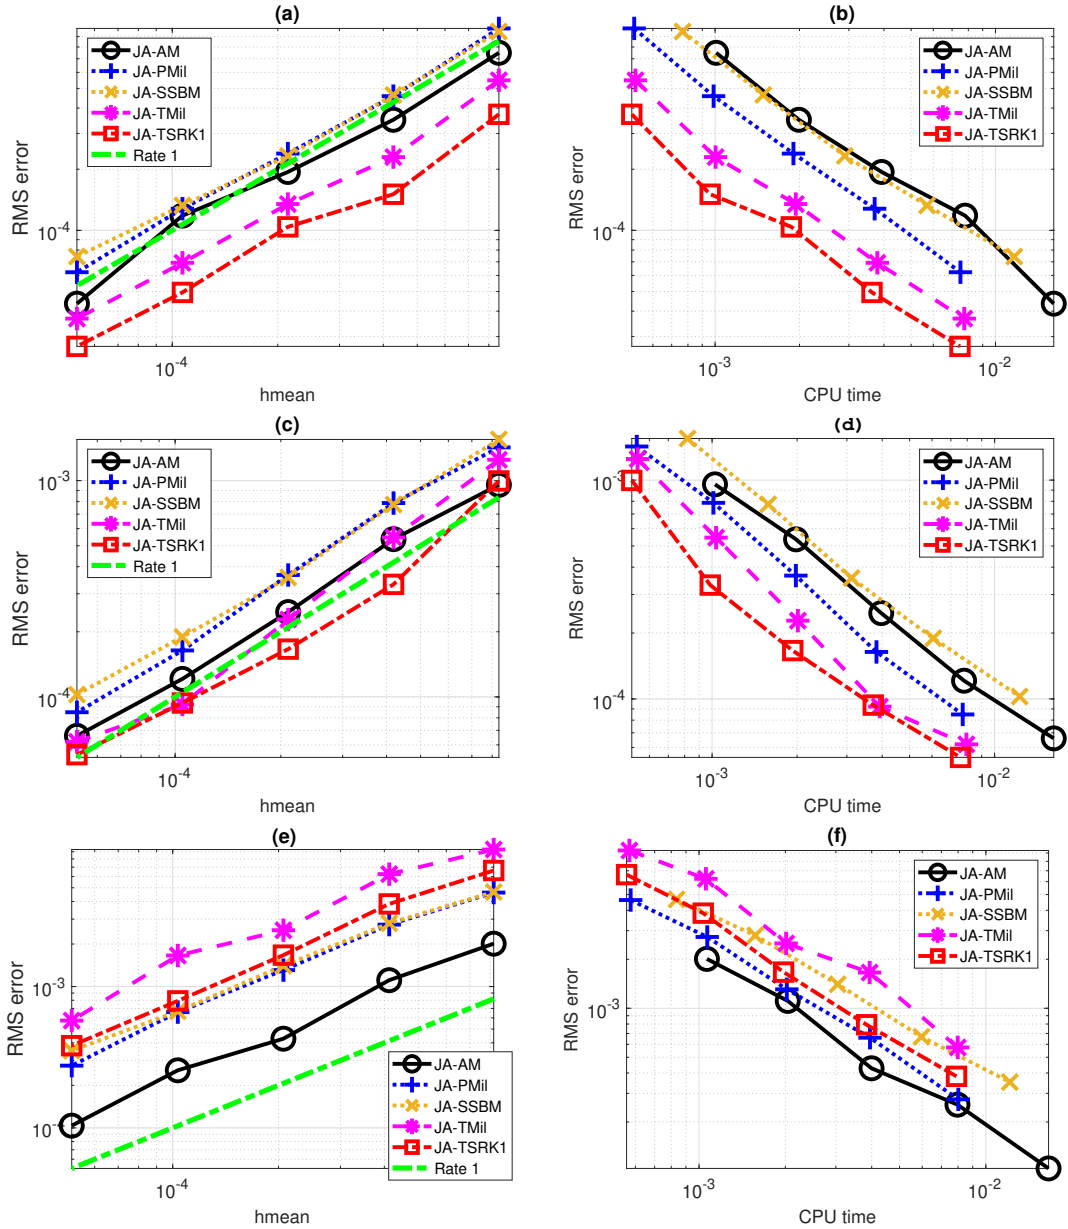 (a)
RMS error
JA-AM
JA-PMil
JA-SSBM
JA-TMil
JA-TSRK1
Rate 1
10^-4
10^-4
hmean
(b)
RMS error
JA-AM
JA-PMil
JA-SSBM
JA-TMil
JA-TSRK1
10^-4
10^-3
10^-2
CPU time
(c)
RMS error
JA-AM
JA-PMil
JA-SSBM
JA-TMil
JA-TSRK1
Rate 1
10^-3
10^-4
10^-4
hmean
(d)
RMS error
JA-AM
JA-PMil
JA-SSBM
JA-TMil
JA-TSRK1
10^-3
10^-4
10^-3
10^-2
CPU time
(e)
RMS error
10^-3
10^-4
JA-AM
JA-PMil
JA-SSBM
JA-TMil
JA-TSRK1
Rate 1
10^-4
hmean
(f)
RMS error
JA-AM
JA-PMil
JA-SSBM
JA-TMil
JA-TSRK1
10^-3
10^-3
10^-2
CPU time